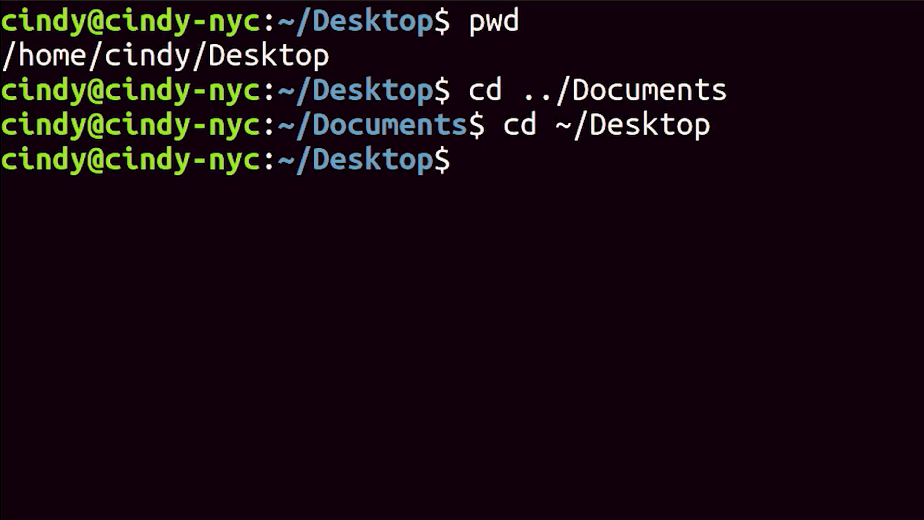 cindy@cindy-nyc:~/Desktop$ pwd
/home/cindy/Desktop
cindy@cindy-nyc:~/Desktop$ cd ../Documents
cindy@cindy-nyc:~/Documents$ cd ~/Desktop
cindy@cindy-nyc:~/Desktop$